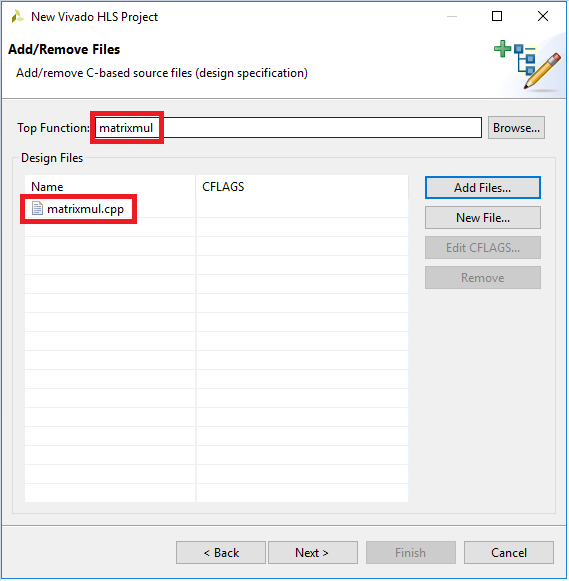 New Vivado HLS Project
Add/Remove Files
Add/remove C-based source files (design specification)
Top Function: matrixmul Browse...
Design Files
Name CFLAGS
matrixmul.cpp
Add Files...
New File...
Edit CFLAGS...
Remove
< Back Next > Finish Cancel